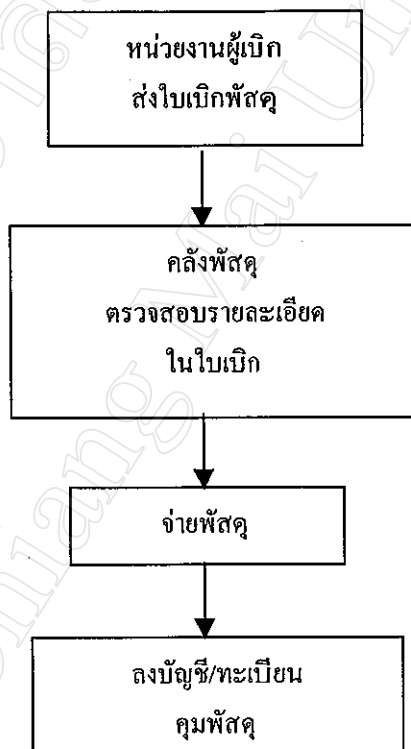 หน่วยงานผู้เบิก
ส่งใบเบิกพัสดุ
คลังพัสดุ
ตรวจสอบรายละเอียด
ในใบเบิก
จ่ายพัสดุ
ลงบัญชี/ทะเบียน
คุมพัสดุ